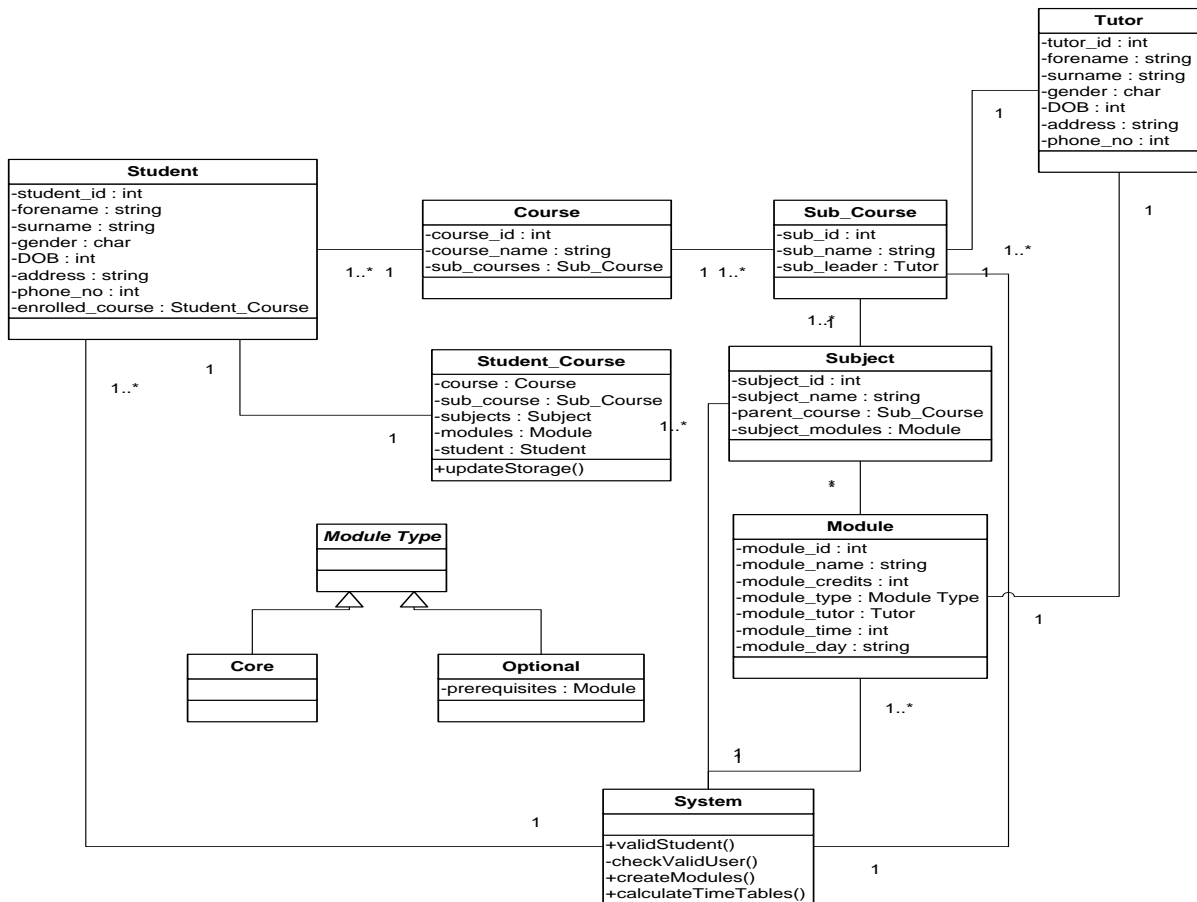 Tutor
-tutor_id : int
-forename : string
-surname : string
-gender : char
-DOB : int
-address : string
-phone_no : int
1
1
Student
-student_id : int
-forename : string
-surname : string
-gender : char
-DOB : int
-address : string
-phone_no : int
-enrolled_course : Student_Course
1..* 1
Course
-course_id : int
-course_name : string
-sub_courses : Sub_Course
1 1..*
Sub_Course
-sub_id : int
-sub_name : string
-sub_leader : Tutor
1..*
1
1..*
1
1..*
1
Student_Course
-course : Course
-sub_course : Sub_Course
-subjects : Subject
-modules : Module
-student : Student
+updateStorage()
1
1..*
Subject
-subject_id : int
-subject_name : string
-parent_course : Sub_Course
-subject_modules : Module
*
*
Module Type
Core
Optional
-prerequisites : Module
Module
-module_id : int
-module_name : string
-module_credits : int
-module_type : Module Type
-module_tutor : Tutor
-module_time : int
-module_day : string
1
1..*
1
1
System
+validStudent()
-checkValidUser()
+createModules()
+calculateTimeTables()
1
1